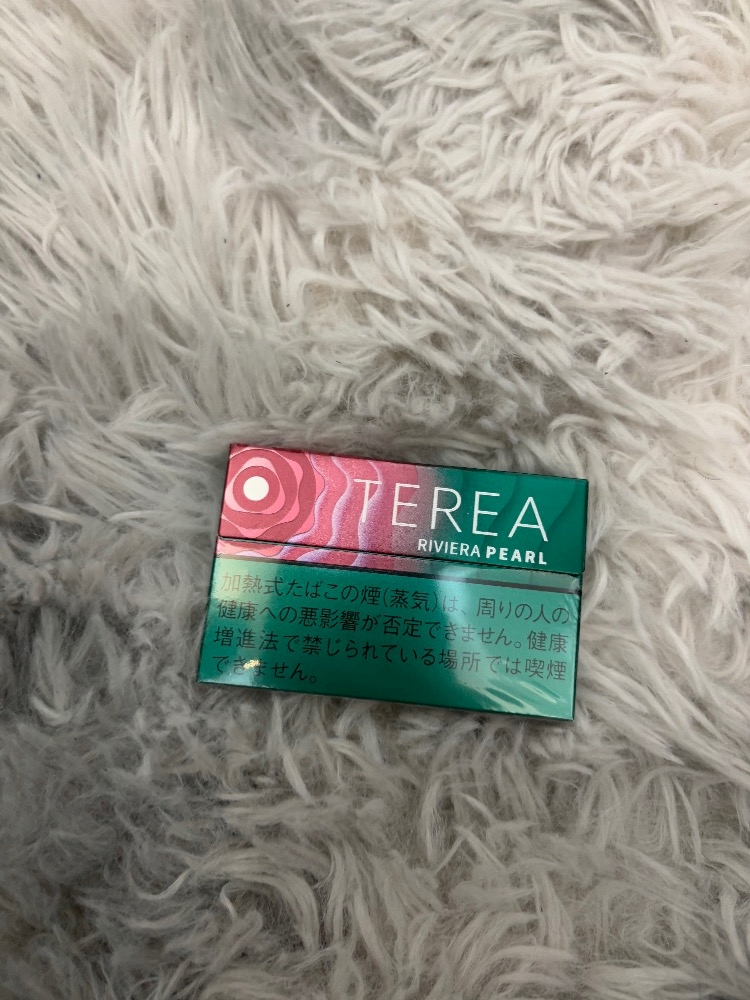 TEREA
RIVIERA PEARL
加熱式たばこの煙(蒸気)は、周りの人の
健康への悪影響が否定できません。健康
増進法で禁じられている場所では喫煙
できません。